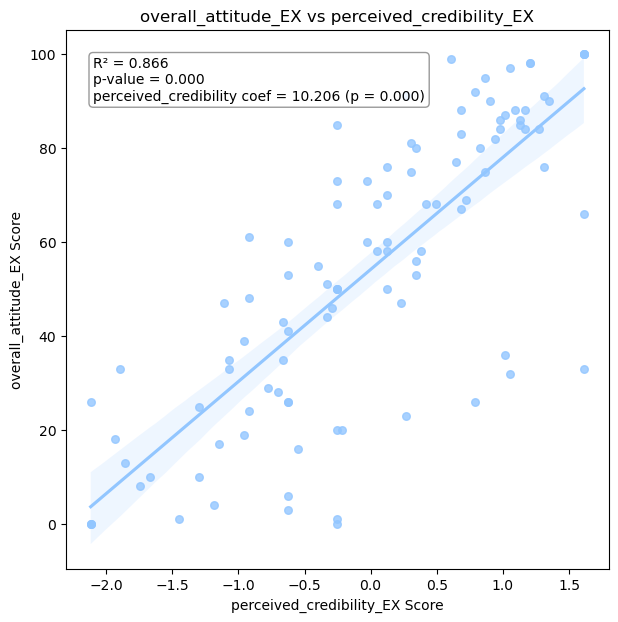 overall_attitude_EX vs perceived_credibility_EX
R² = 0.866
p-value = 0.000
perceived_credibility coef = 10.206 (p = 0.000)
100
80
60
40
20
0
overall_attitude_EX Score
−2.0 −1.5 −1.0 −0.5 0.0 0.5 1.0 1.5
perceived_credibility_EX Score